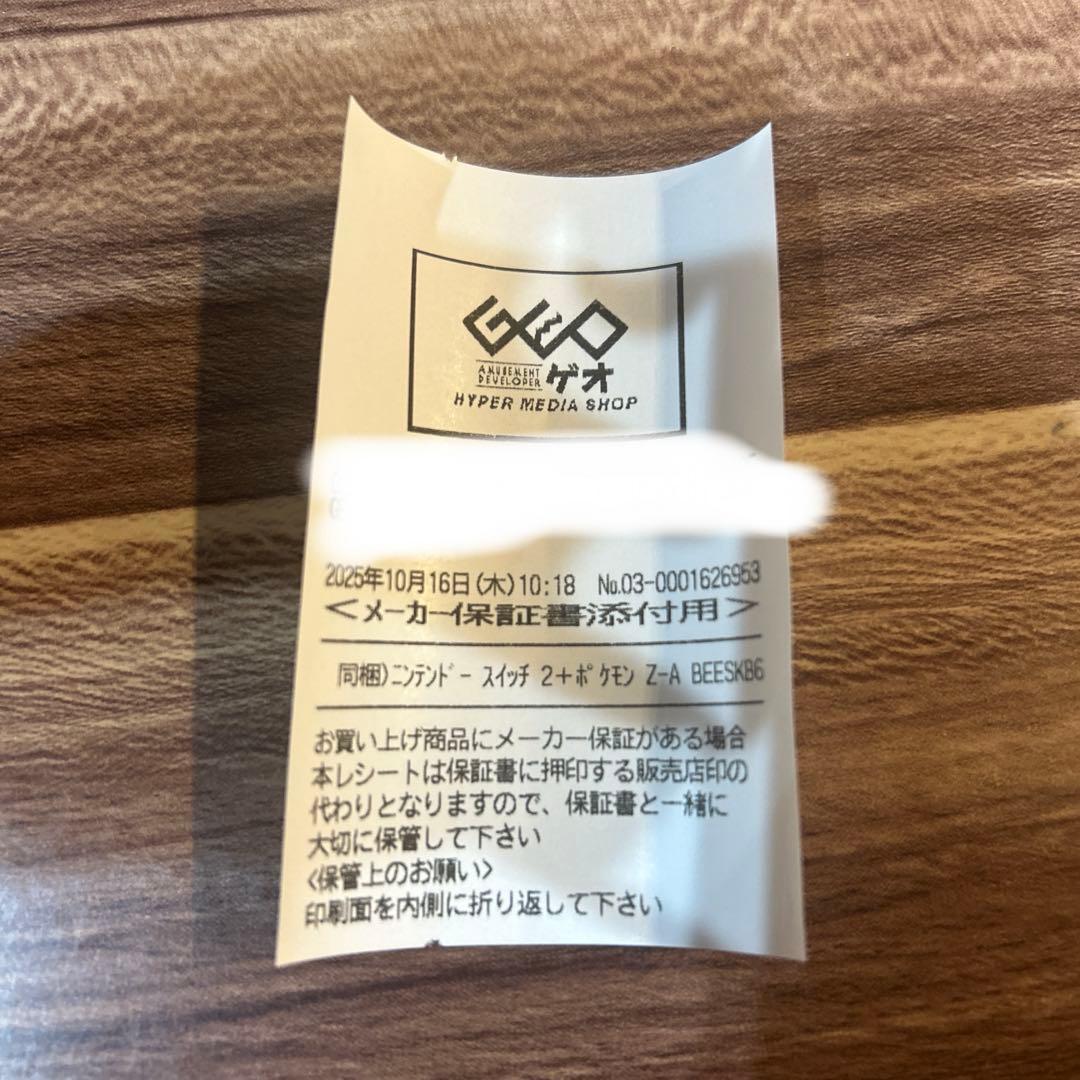 GEO
AMUSEMENT
DEVELOPER ゲオ
HYPER MEDIA SHOP
2025年10月16日(木)10:18 No.03-0001626953
<メーカー保証書添付用>
同梱)ニンテンドー スイッチ 2+ポケモン Z-A BEESKB6
お買い上げ商品にメーカー保証がある場合
本レシートは保証書に押印する販売店印の
代わりとなりますので、保証書と一緒に
大切に保管して下さい
<保管上のお願い>
印刷面を内側に折り返して下さい